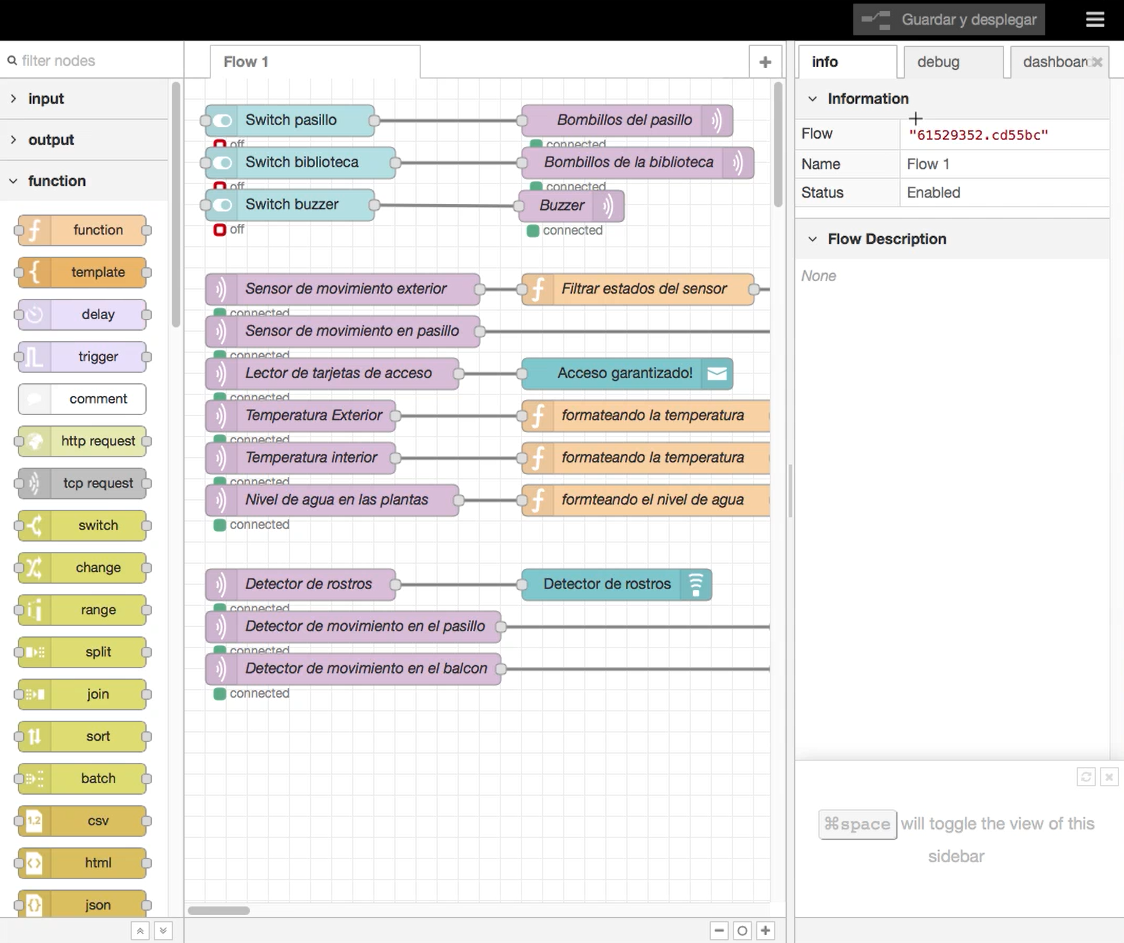 Guardar y desplegar
filter nodes
Flow 1
info
debug
dashboar
input
output
function
function
template
delay
trigger
comment
http request
tcp request
switch
change
range
split
join
sort
batch
1,2
csv
html
json
Switch pasillo
Bombillos del pasillo
off
connected
Switch biblioteca
Bombillos de la biblioteca
off
connected
Switch buzzer
Buzzer
off
connected
Sensor de movimiento exterior
Filtrar estados del sensor
connected
Sensor de movimiento en pasillo
connected
Lector de tarjetas de acceso
Acceso garantizado!
connected
Temperatura Exterior
formateando la temperatura
connected
Temperatura interior
formateando la temperatura
connected
Nivel de agua en las plantas
formteando el nivel de agua
connected
Detector de rostros
Detector de rostros
connected
Detector de movimiento en el pasillo
connected
Detector de movimiento en el balcon
connected
Information
Flow "61529352.cd55bc"
Name Flow 1
Status Enabled
Flow Description
None
⌘space will toggle the view of this
sidebar